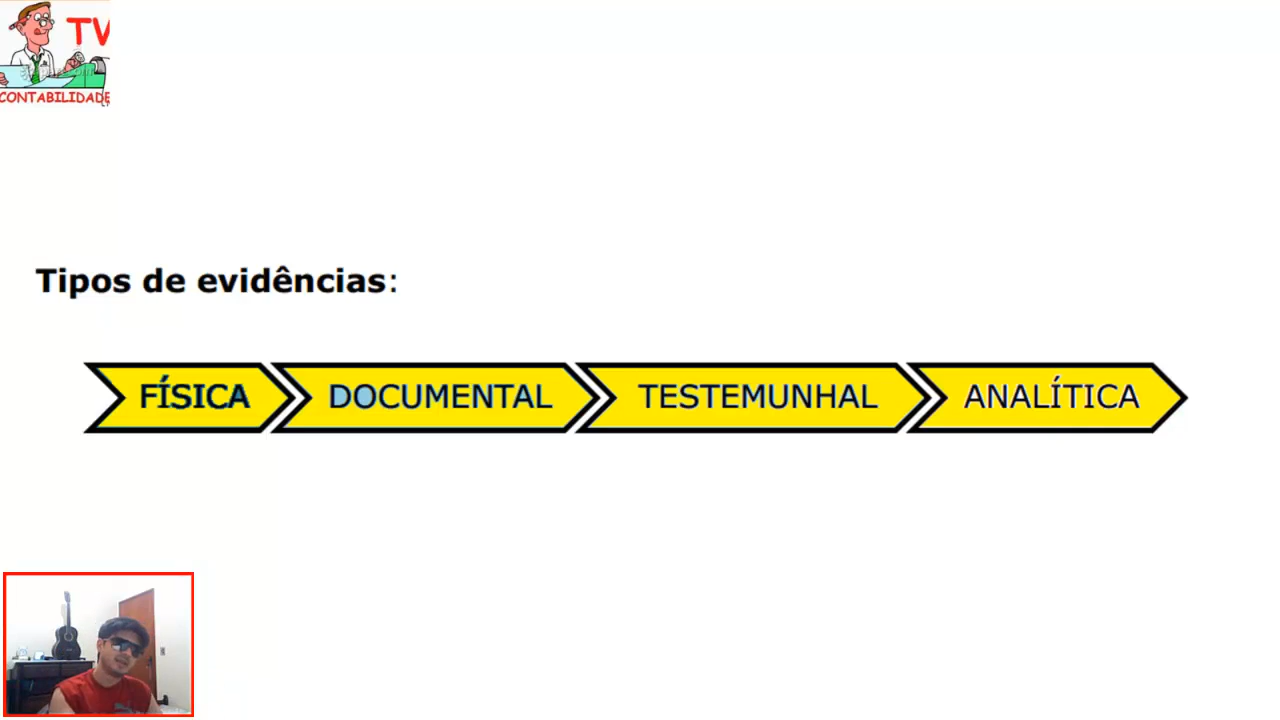 TV
CONTABILIDADE
Tipos de evidências:
FÍSICA
DOCUMENTAL
TESTEMUNHAL
ANALÍTICA